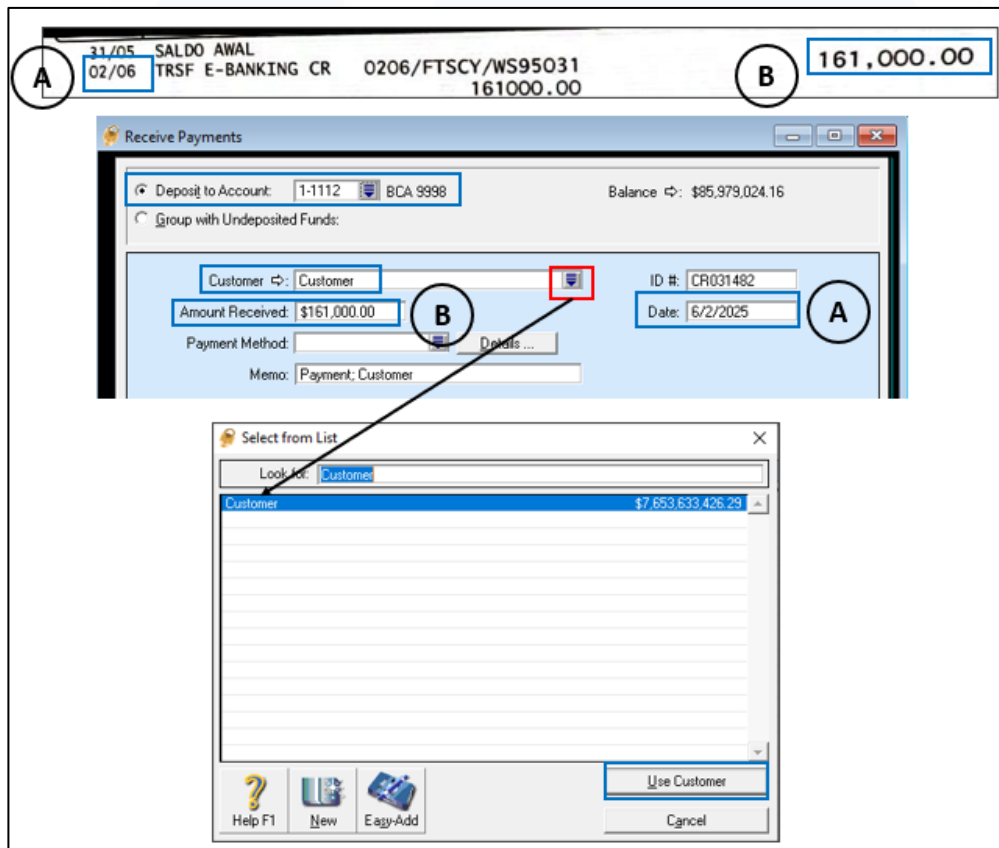 31/05 SALDO AWAL
A 02/06 TRSF E-BANKING CR 0206/FTSCY/WS95031 B 161,000.00
161000.00
Receive Payments
Deposit to Account: 1-1112 BCA 9998 Balance ⇨: $85,979,024.16
Group with Undeposited Funds:
Customer ⇨: Customer ID #: CR031482
Amount Received: $161,000.00 B Date: 6/2/2025 A
Payment Method: Details ...
Memo: Payment; Customer
Select from List
Look for: Customer
Customer $7,653,633,426.29
Use Customer
Help F1 New Easy-Add Cancel